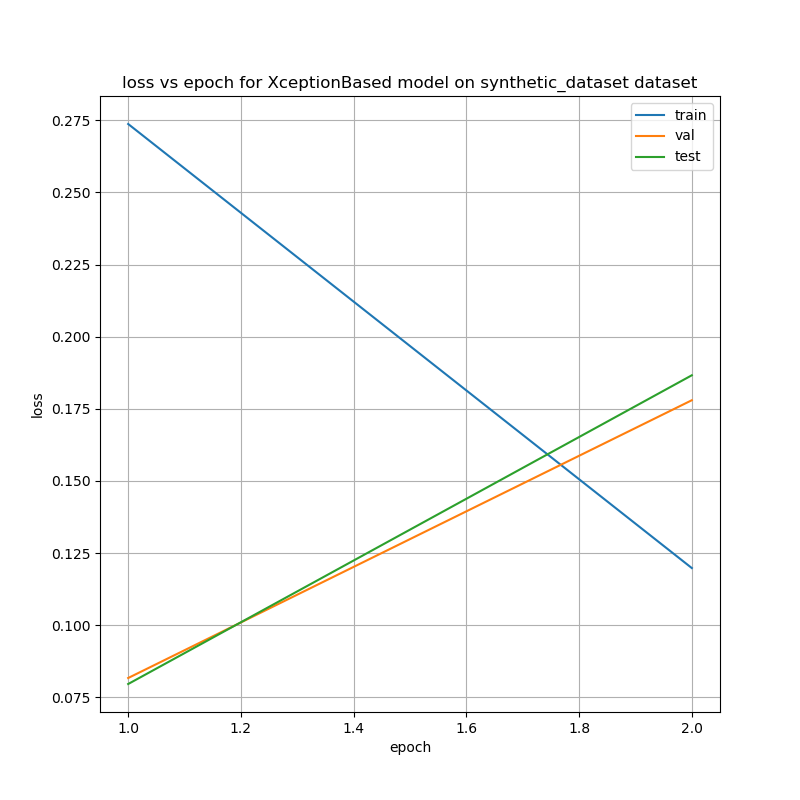 loss vs epoch for XceptionBased model on synthetic_dataset dataset
train
val
test
0.275
0.250
0.225
0.200
0.175
0.150
0.125
0.100
0.075
loss
1.0 1.2 1.4 1.6 1.8 2.0
epoch